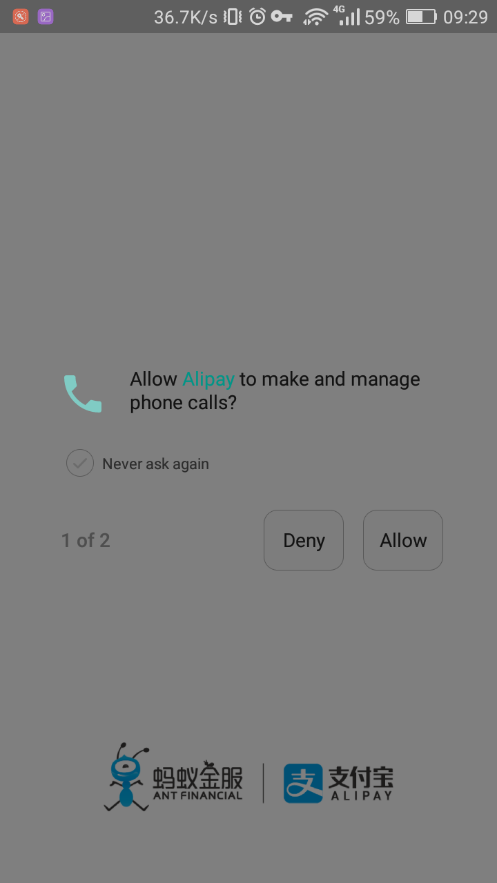 36.7K/s 4G 59% 09:29
Allow Alipay to make and manage
phone calls?
Never ask again
1 of 2
Deny
Allow
蚂蚁金服
ANT FINANCIAL
支付宝
ALIPAY